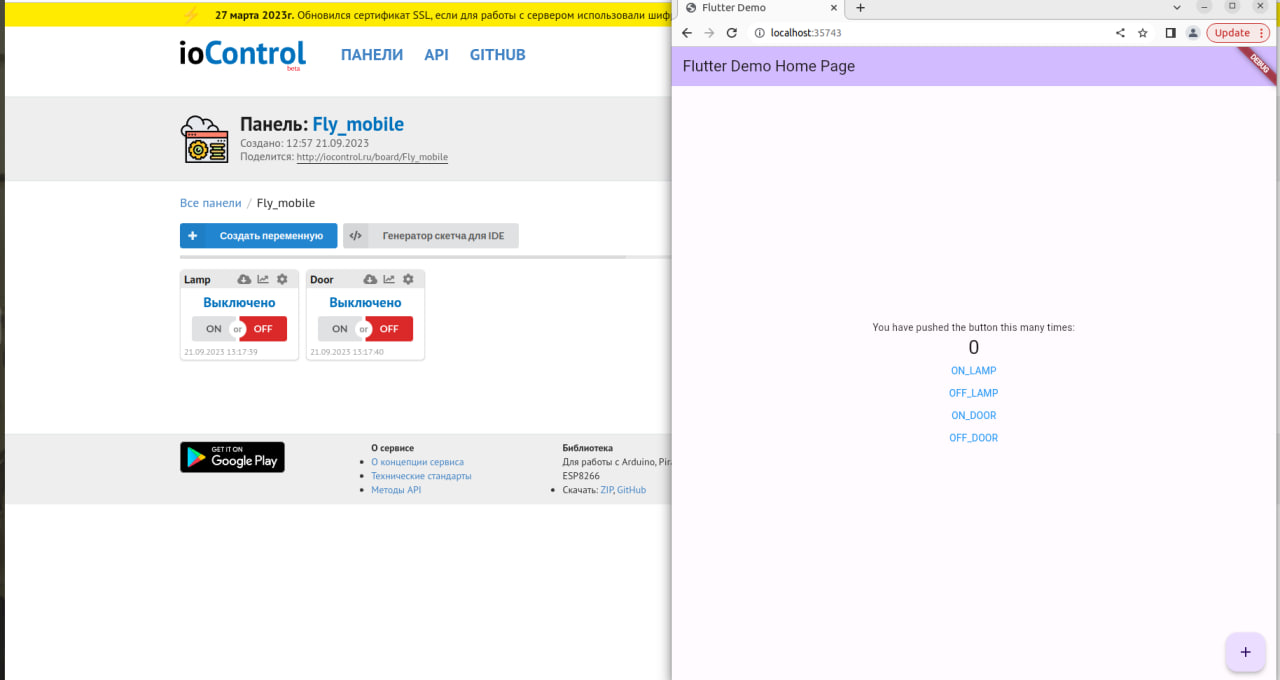 27 марта 2023г. Обновился сертификат SSL, если для работы с сервером использовали
ioControl
beta
ПАНЕЛИ API GITHUB
Панель: Fly_mobile
Создано: 12:57 21.09.2023
Поделится: http://iocontrol.ru/board/Fly_mobile
Все панели / Fly_mobile
Создать переменную
Генератор скетча для IDE
Lamp
Выключено
ON or OFF
21.09.2023 13:17:39
Door
Выключено
ON or OFF
21.09.2023 13:17:40
GET IT ON
Google Play
О сервисе
О концепции сервиса
Технические стандарты
Методы API
Библиотека
Для работы с Arduino,
ESP8266
Скачать: ZIP, GitHub
Flutter Demo
localhost:35743
Update
Flutter Demo Home Page
DEBUG
You have pushed the button this many times:
0
ON_LAMP
OFF_LAMP
ON_DOOR
OFF_DOOR
+